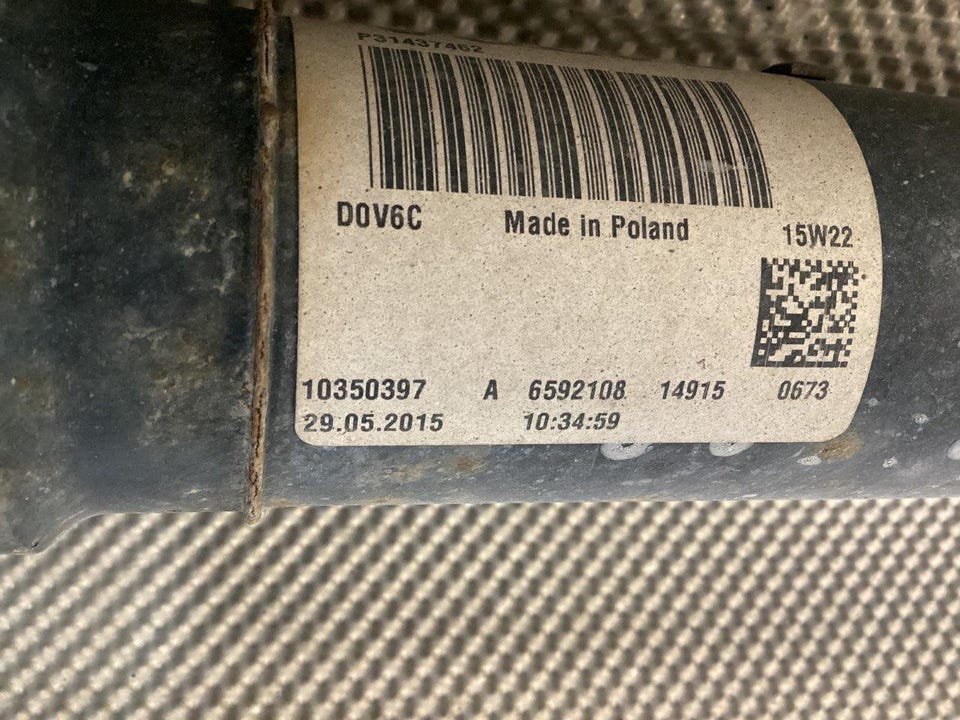 P31437462
D0V6C Made in Poland 15W22
10350397 A 6592108 14915 0673
29.05.2015 10:34:59